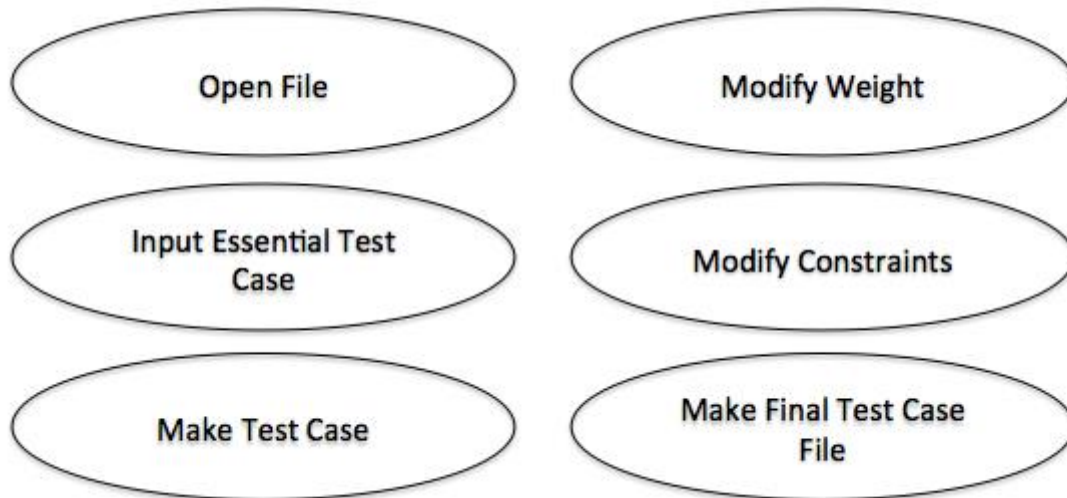 Open File
Modify Weight
Input Essential Test
Case
Modify Constraints
Make Test Case
Make Final Test Case
File